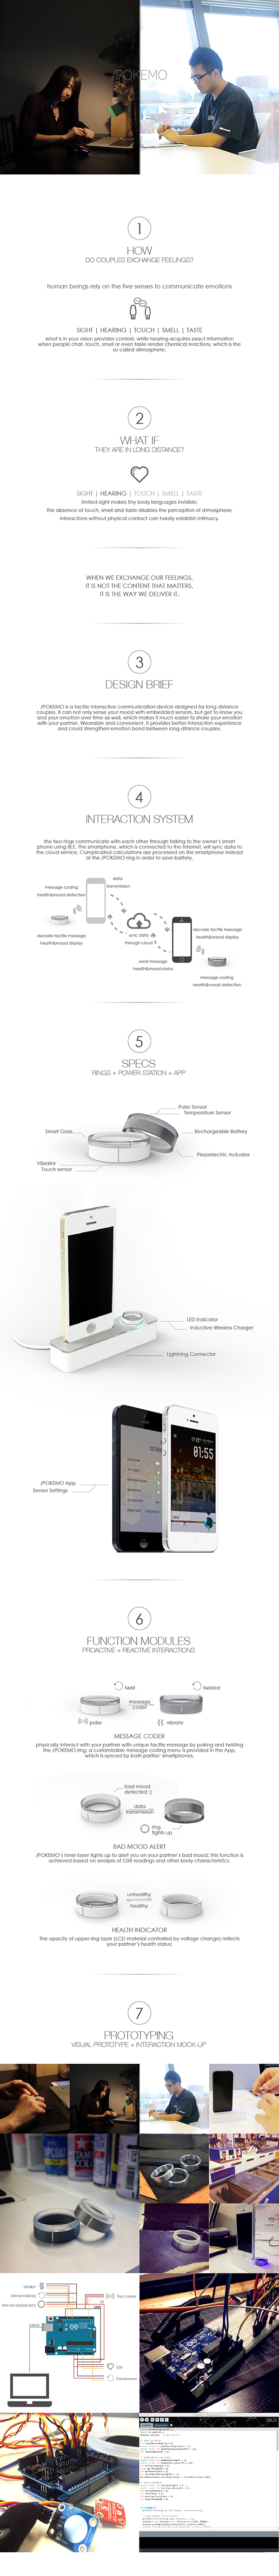 /POKEMO
1
HOW
DO COUPLES EXCHANGE FEELINGS?
human beings rely on the five senses to communicate emotions
SIGHT | HEARING | TOUCH | SMELL | TASTE
what is in your vision provides context, while hearing acquires exact information
when people chat. touch, smell or even taste render chemical reactions, which is the
so called atmosphere.
2
WHAT IF
THEY ARE IN LONG DISTANCE?
SIGHT | HEARING | TOUCH | SMELL | TASTE
limited sight makes tiny body languages invisible;
the absence of touch, smell and taste disables the perception of atmosphere;
interactions without physical contact can hardly establish intimacy.
WHEN WE EXCHANGE OUR FEELINGS,
IT IS NOT THE CONTENT THAT MATTERS,
IT IS THE WAY WE DELIVER IT.
3
DESIGN BRIEF
/POKEMO is a tactile interactive communication device designed for long distance
couples. It can not only sense your mood with embedded sensors, but get to know you
and your emotion over time as well, which makes it much easier to share your emotion
with your partner. Wearing /POKEMO provides better interaction experience
and could strengthen emotion bond between long distance couples.
4
INTERACTION SYSTEM
the two rings communicate with each other through talking to the owner's smart
phone using BLE. The smartphone, which is connected to the internet, will sync data to
the cloud service. Complicated computations are processed on the smartphone instead
of the /POKEMO ring in order to save battery.
data
transmission
message coding
health&mood detection
decode tactile message
health&mood display
sync data
through cloud
decode tactile message
health&mood display
send message
health&mood status
message coding
health&mood detection
5
SPECS
RINGS + POWER STATION + APP
Pulse Sensor
Temperature Sensor
Smart Glass
Rechargeable Battery
Piezoelectric Actuator
Vibrator
Touch sensor
LED Indicator
Inductive Wireless Charger
Lightning Connector
01:55
/POKEMO App
Sensor Settings
6
FUNCTION MODULES
PROACTIVE + REACTIVE INTERACTIONS
twist
twisted
message
coder
poke
vibrate
MESSAGE CODER
physically interact with your partner with unique tactile message by poking and twisting
the /POKEMO ring; a customizable message coding menu is provided in the App,
which is synced by both parties' smartphones.
bad mood
detected :(
data
transmission
ring
lights up
BAD MOOD ALERT
/POKEMO's inner layer lights up to alert you on your partner's bad mood; this function is
achieved based on analysis of GSR readings and other body characteristics.
unhealthy
healthy
HEALTH INDICATOR
The opacity of upper ring layer (LCD material controled by voltage change) reflects
your partner's health status;
7
PROTOTYPING
VISUAL PROTOTYPE + INTERACTION MOCK-UP
Vibrator
Touch sensor
GSR